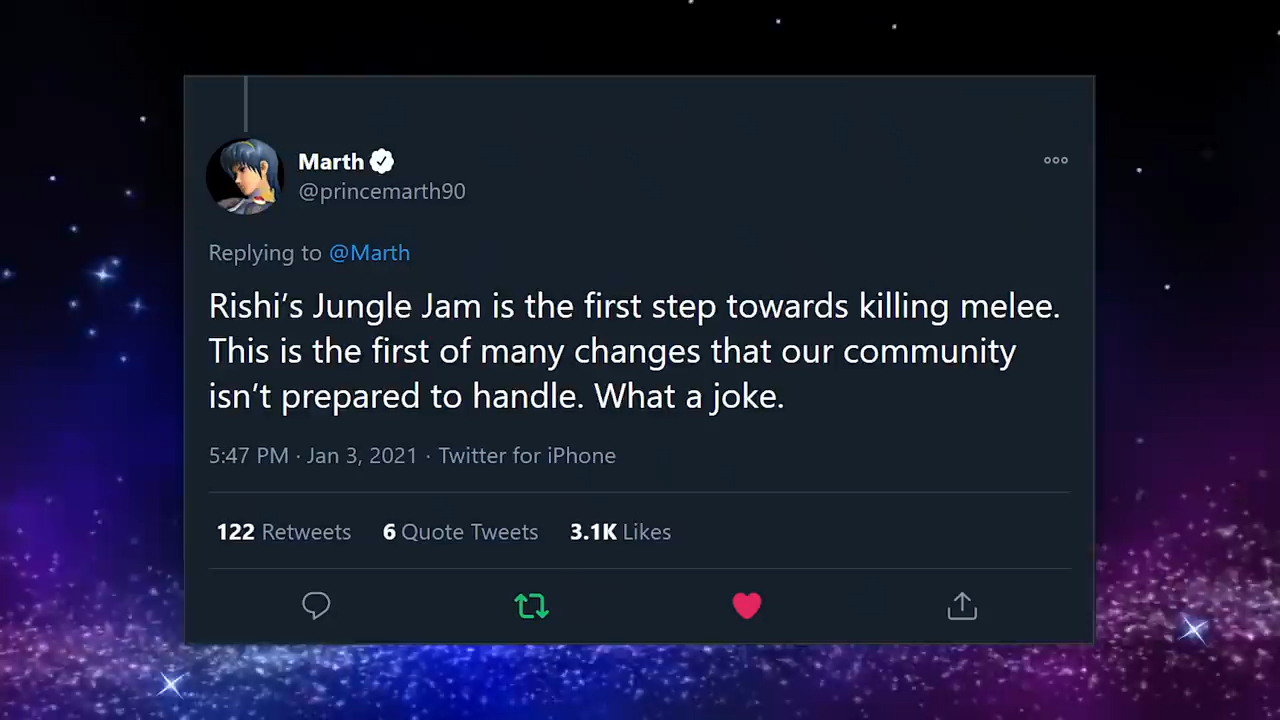 Marth
@princemarth90
Replying to @Marth
Rishi’s Jungle Jam is the first step towards killing melee.
This is the first of many changes that our community
isn’t prepared to handle. What a joke.
5:47 PM · Jan 3, 2021 · Twitter for iPhone
122 Retweets 6 Quote Tweets 3.1K Likes